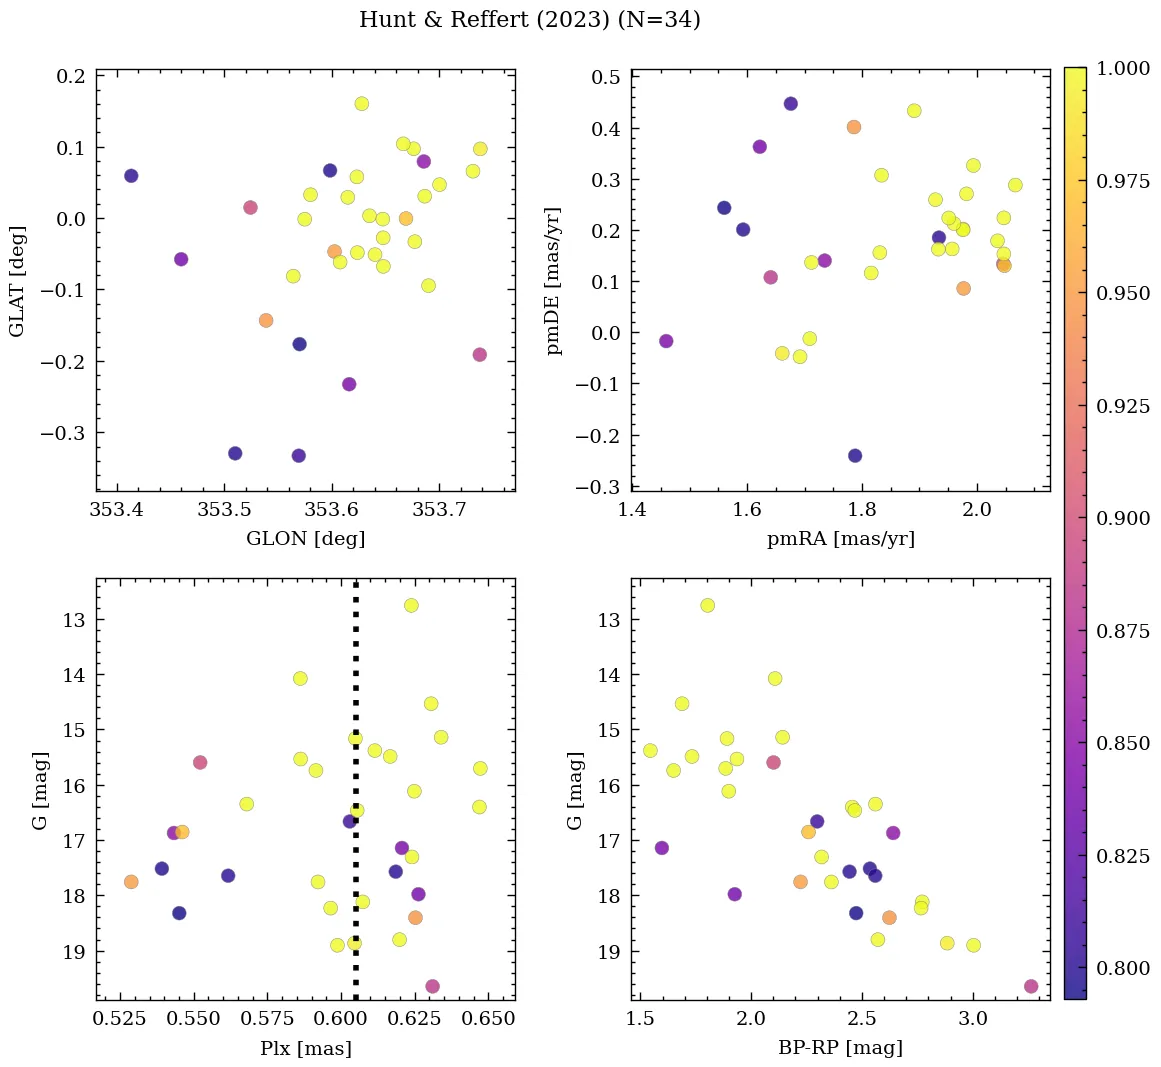 Hunt & Reffert (2023) (N=34)
0.2
0.1
0.0
−0.1
−0.2
−0.3
GLAT [deg]
353.4 353.5 353.6 353.7
GLON [deg]
0.5
0.4
0.3
0.2
0.1
0.0
−0.1
−0.2
−0.3
pmDE [mas/yr]
1.4 1.6 1.8 2.0
pmRA [mas/yr]
13
14
15
16
17
18
19
G [mag]
0.525 0.550 0.575 0.600 0.625 0.650
Plx [mas]
13
14
15
16
17
18
19
G [mag]
1.5 2.0 2.5 3.0
BP-RP [mag]
1.000
0.975
0.950
0.925
0.900
0.875
0.850
0.825
0.800